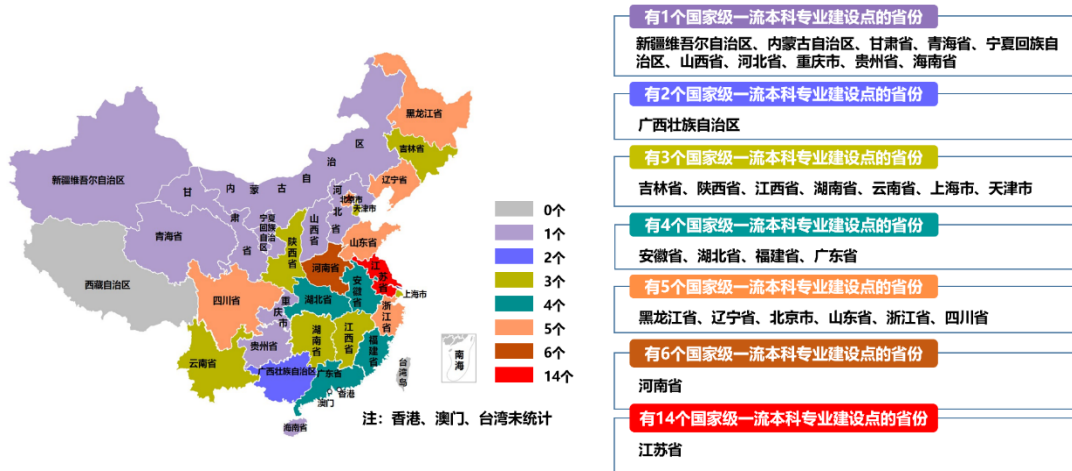 黑龙江省
吉林省
辽宁省
内蒙古自治区
新疆维吾尔自治区
甘肃省
宁夏回族自治区
青海省
西藏自治区
河北省
北京市
天津市
山西省
陕西省
山东省
河南省
江苏省
安徽省
上海市
浙江省
湖北省
四川省
重庆市
湖南省
江西省
福建省
贵州省
云南省
广西壮族自治区
广东省
香港
澳门
台湾岛
海南省
南海
0个
1个
2个
3个
4个
5个
6个
14个
注：香港、澳门、台湾未统计
有1个国家级一流本科专业建设点的省份
新疆维吾尔自治区、内蒙古自治区、甘肃省、青海省、宁夏回族自
治区、山西省、河北省、重庆市、贵州省、海南省
有2个国家级一流本科专业建设点的省份
广西壮族自治区
有3个国家级一流本科专业建设点的省份
吉林省、陕西省、江西省、湖南省、云南省、上海市、天津市
有4个国家级一流本科专业建设点的省份
安徽省、湖北省、福建省、广东省
有5个国家级一流本科专业建设点的省份
黑龙江省、辽宁省、北京市、山东省、浙江省、四川省
有6个国家级一流本科专业建设点的省份
河南省
有14个国家级一流本科专业建设点的省份
江苏省